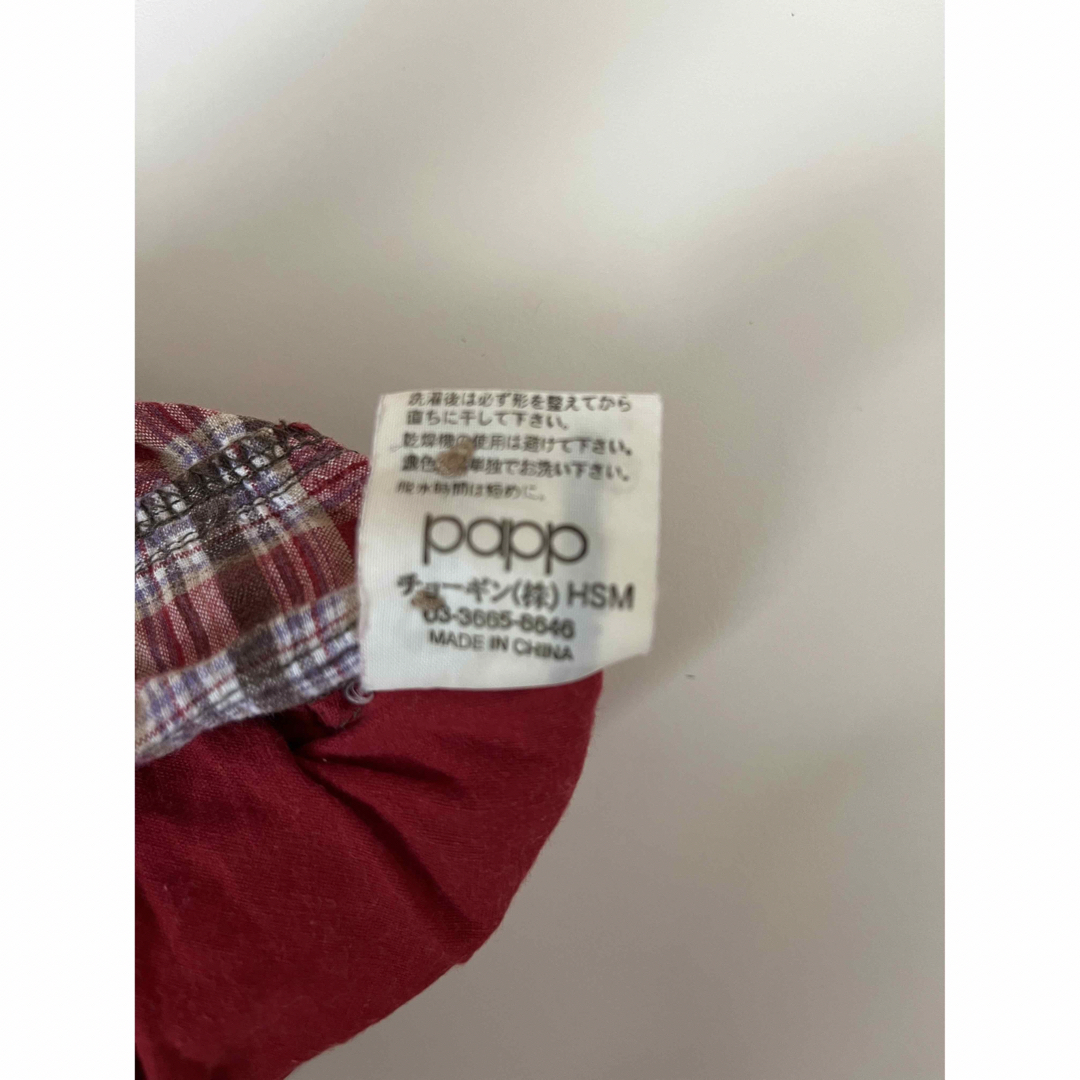 洗濯後は必ず形を整えてから
直ちに干して下さい。
乾燥機の使用は避けて下さい。
濃色 単独でお洗い下さい。
脱水時間は短めに。
papp
チョーギン(株) HSM
03-3665-8646
MADE IN CHINA